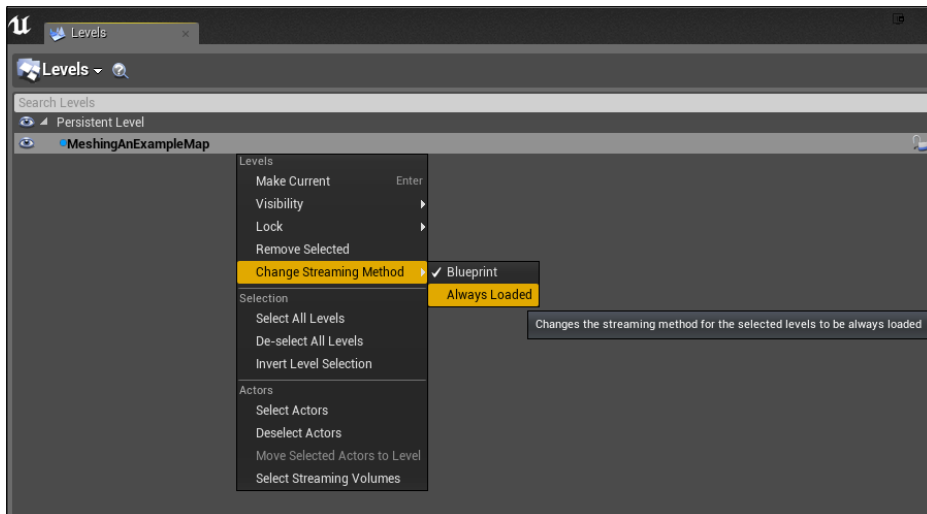 Levels
Levels
Search Levels
Persistent Level
MeshingAnExampleMap
Levels
Make Current Enter
Visibility
Lock
Remove Selected
Change Streaming Method
Blueprint
Always Loaded
Changes the streaming method for the selected levels to be always loaded
Selection
Select All Levels
De-select All Levels
Invert Level Selection
Actors
Select Actors
Deselect Actors
Move Selected Actors to Level
Select Streaming Volumes